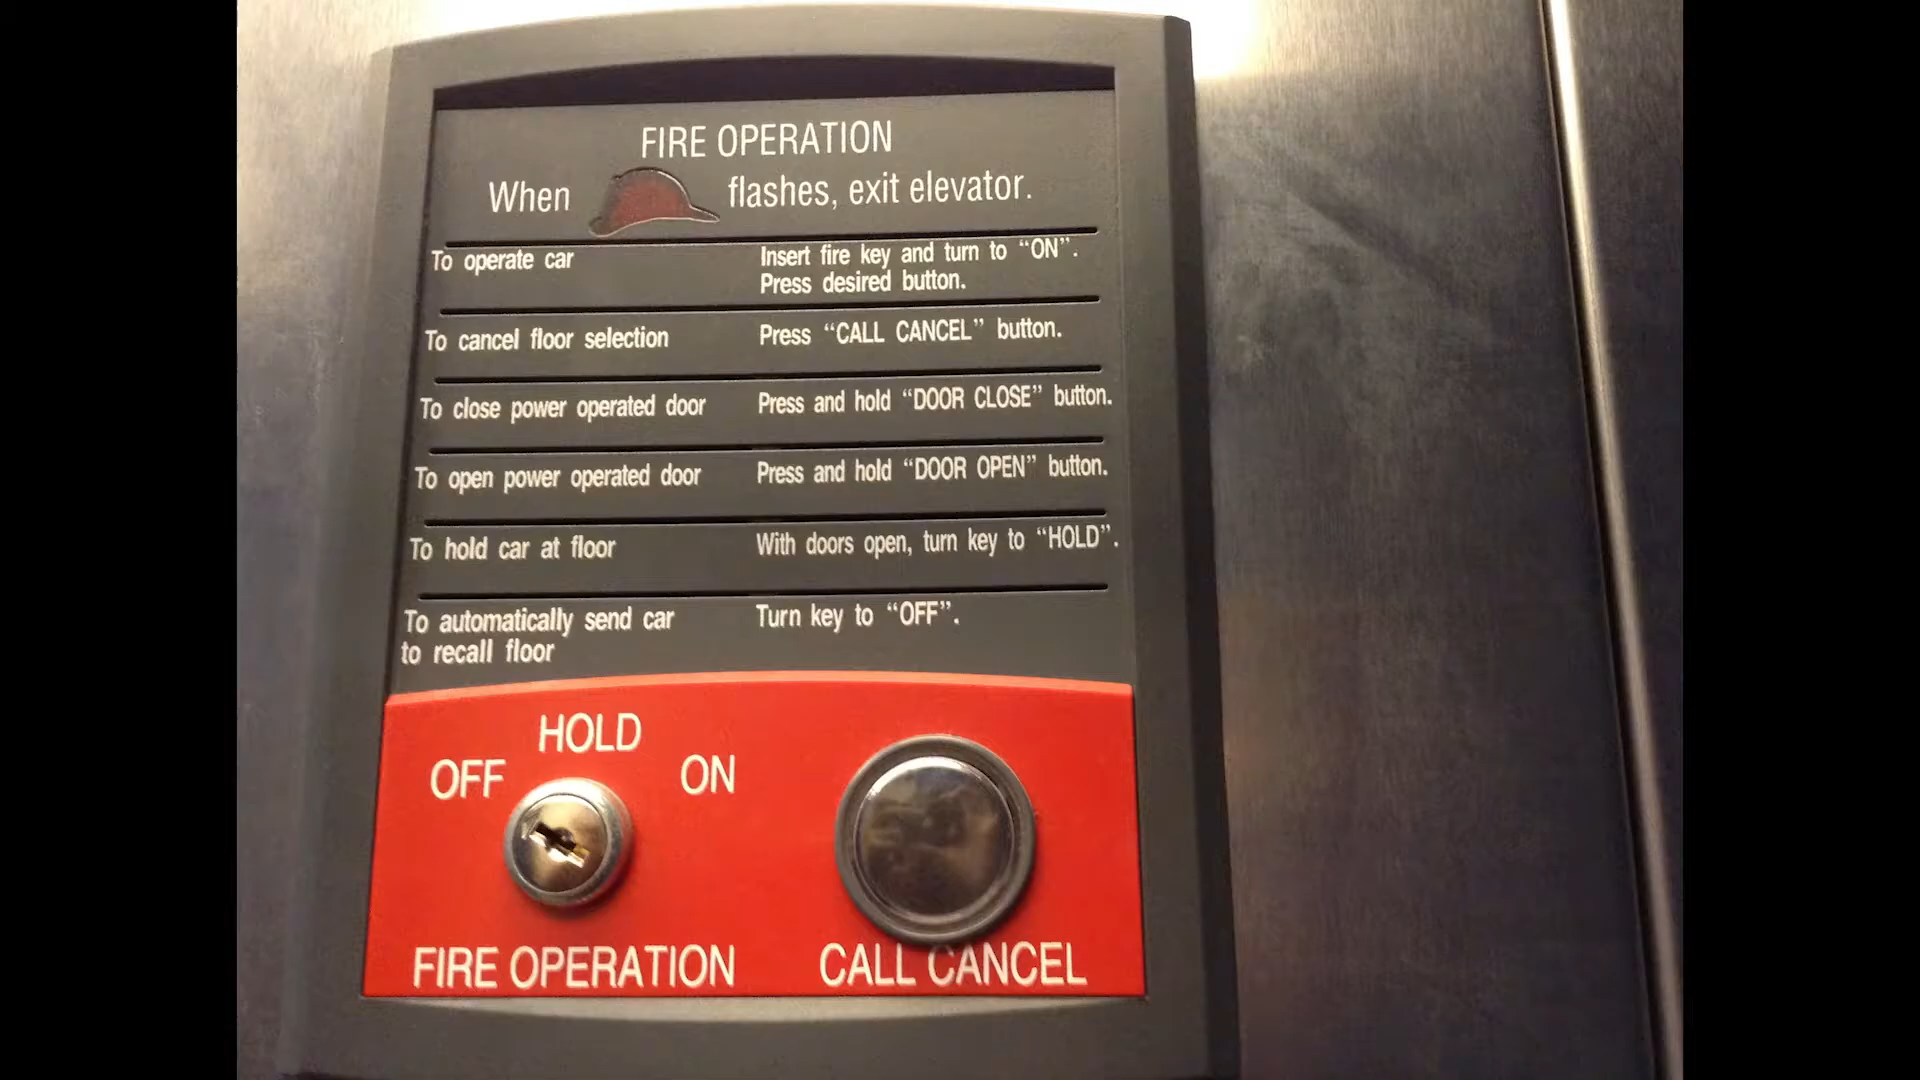 FIRE OPERATION
When flashes, exit elevator.
To operate car Insert fire key and turn to “ON”.
Press desired button.
To cancel floor selection Press “CALL CANCEL” button.
To close power operated door Press and hold “DOOR CLOSE” button.
To open power operated door Press and hold “DOOR OPEN” button.
To hold car at floor With doors open, turn key to “HOLD”.
To automatically send car Turn key to “OFF”.
to recall floor
HOLD
OFF ON
FIRE OPERATION CALL CANCEL